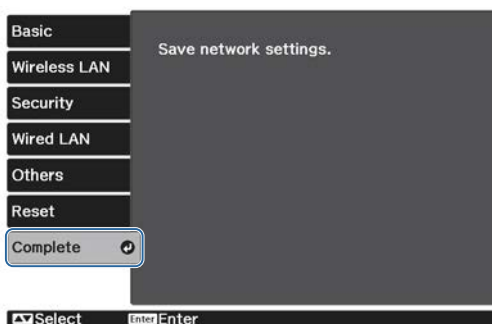 Basic
Wireless LAN
Security
Wired LAN
Others
Reset
Complete
Save network settings.
Select Enter Enter